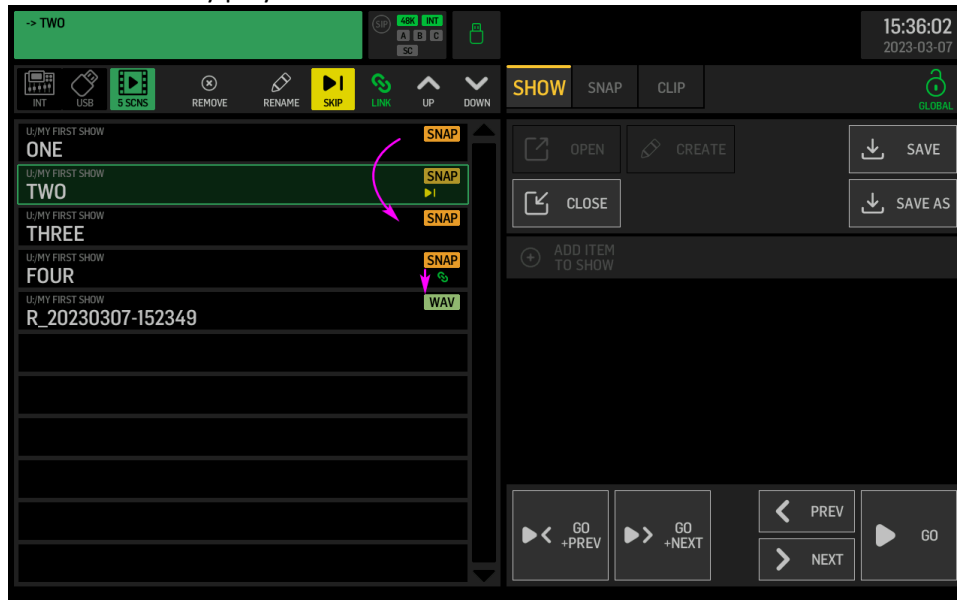 -> TWO
SIP
48K INT
A B C
SC
15:36:02
2023-03-07
INT
USB
5 SCNS
REMOVE
RENAME
SKIP
LINK
UP
DOWN
SHOW
SNAP
CLIP
GLOBAL
U:/MY FIRST SHOW
SNAP
ONE
U:/MY FIRST SHOW
SNAP
TWO
U:/MY FIRST SHOW
SNAP
THREE
U:/MY FIRST SHOW
SNAP
FOUR
U:/MY FIRST SHOW
WAV
R_20230307-152349
OPEN
CREATE
SAVE
CLOSE
SAVE AS
ADD ITEM
TO SHOW
GO
+PREV
GO
+NEXT
PREV
NEXT
GO